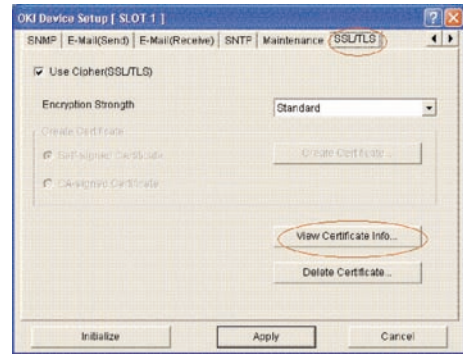 OKI Device Setup [ SLOT 1 ]
SNMP E-Mail(Send) E-Mail(Receive) SNTP Maintenance SSL/TLS
Use Cipher(SSL/TLS)
Encryption Strength Standard
Create Certificate
Self-signed Certificate Create Certificate...
CA-signed Certificate
View Certificate Info...
Delete Certificate...
Initialize Apply Cancel